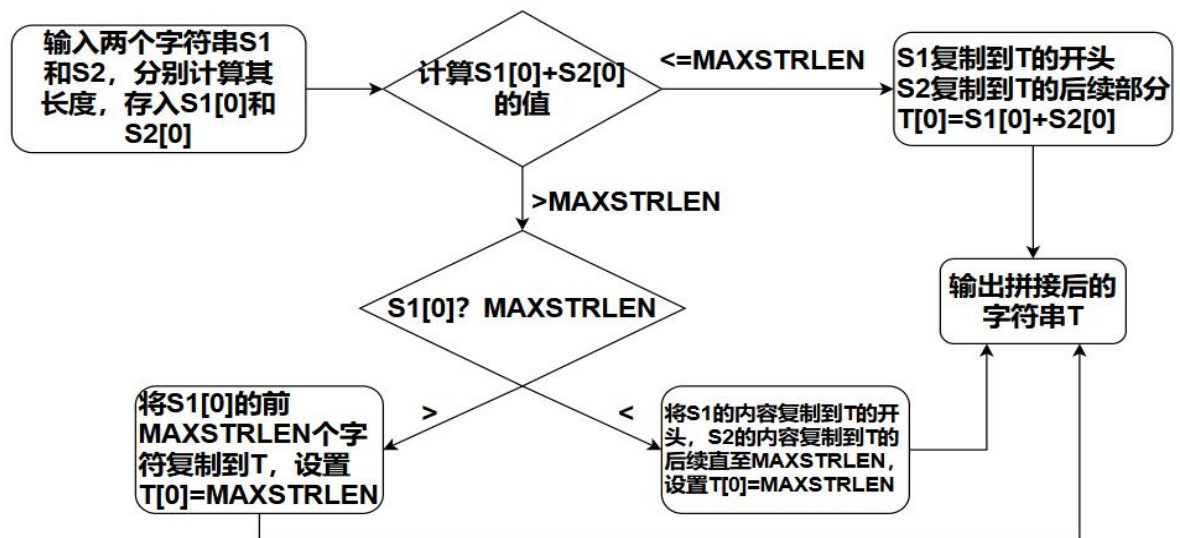 输入两个字符串S1
和S2，分别计算其
长度，存入S1[0]和
S2[0]
计算S1[0]+S2[0]
的值
<=MAXSTRLEN
S1复制到T的开头
S2复制到T的后续部分
T[0]=S1[0]+S2[0]
>MAXSTRLEN
S1[0]？MAXSTRLEN
输出拼接后的
字符串T
>
<
将S1[0]的前
MAXSTRLEN个字
符复制到T，设置
T[0]=MAXSTRLEN
将S1的内容复制到T的开
头，S2的内容复制到T的
后续直至MAXSTRLEN，
设置T[0]=MAXSTRLEN